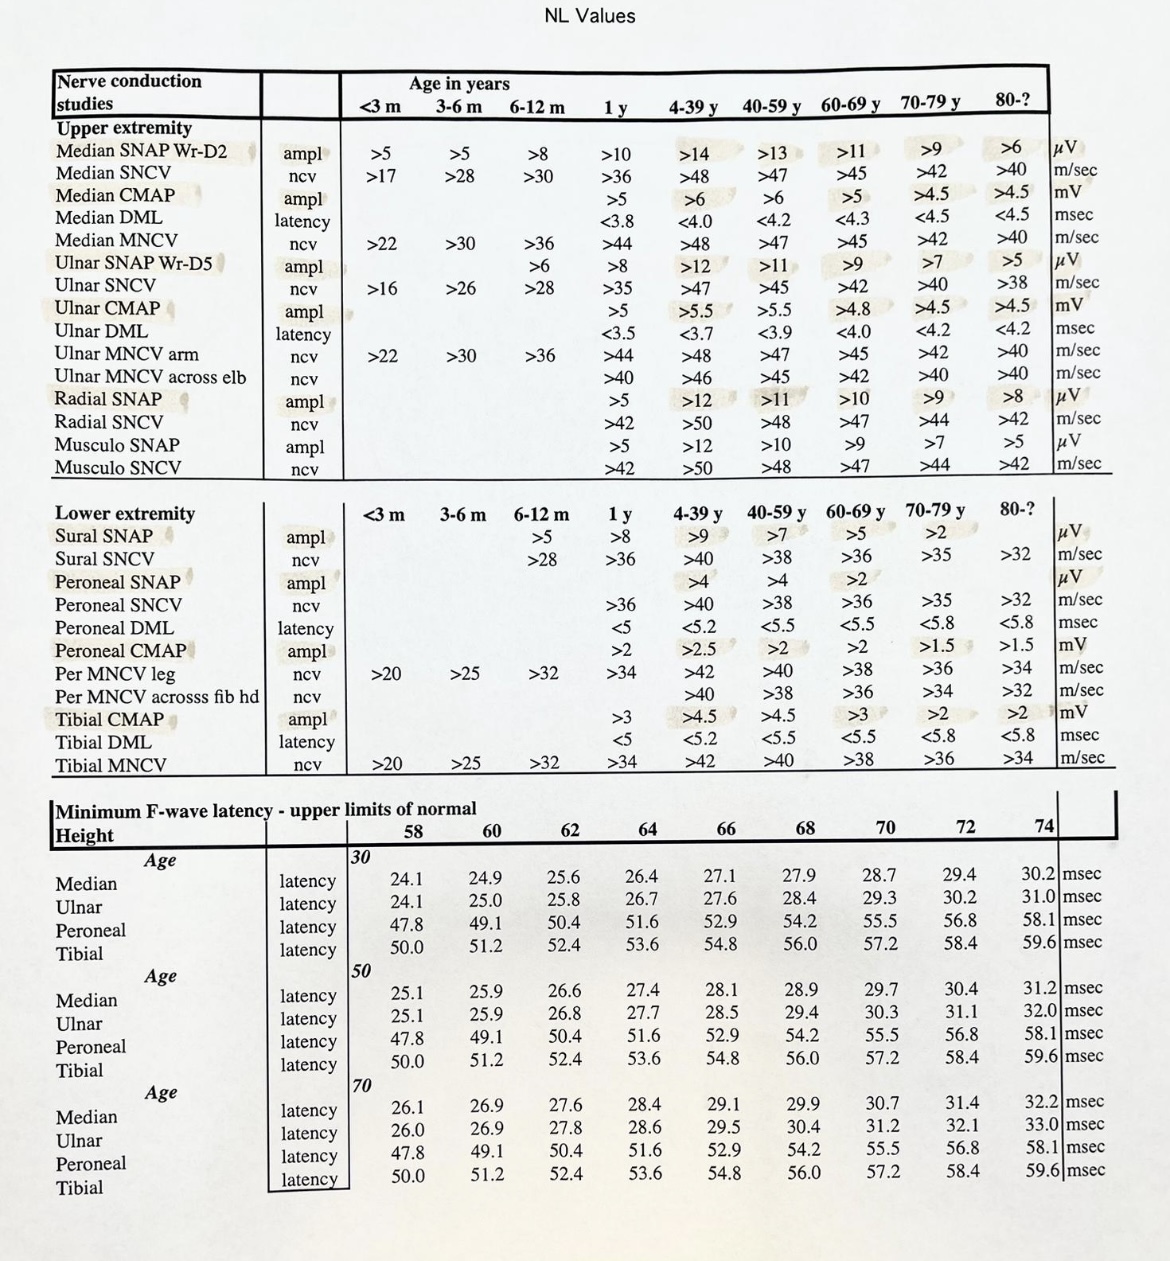 NL Values
Nerve conduction Age in years
studies <3 m 3-6 m 6-12 m 1 y 4-39 y 40-59 y 60-69 y 70-79 y 80-?
Upper extremity
Median SNAP Wr-D2 ampl >5 >5 >8 >10 >14 >13 >11 >9 >6 µV
Median SNCV ncv >17 >28 >30 >36 >48 >47 >45 >42 >40 m/sec
Median CMAP ampl >5 >6 >6 >5 >4.5 >4.5 mV
Median DML latency <3.8 <4.0 <4.2 <4.3 <4.5 <4.5 msec
Median MNCV ncv >22 >30 >36 >44 >48 >47 >45 >42 >40 m/sec
Ulnar SNAP Wr-D5 ampl >6 >8 >12 >11 >9 >7 >5 µV
Ulnar SNCV ncv >16 >26 >28 >35 >47 >45 >42 >40 >38 m/sec
Ulnar CMAP ampl >5 >5.5 >5.5 >4.8 >4.5 >4.5 mV
Ulnar DML latency <3.5 <3.7 <3.9 <4.0 <4.2 <4.2 msec
Ulnar MNCV arm ncv >22 >30 >36 >44 >48 >47 >45 >42 >40 m/sec
Ulnar MNCV across elb ncv >40 >46 >45 >42 >40 >40 m/sec
Radial SNAP ampl >5 >12 >11 >10 >9 >8 µV
Radial SNCV ncv >42 >50 >48 >47 >44 >42 m/sec
Musculo SNAP ampl >5 >12 >10 >9 >7 >5 µV
Musculo SNCV ncv >42 >50 >48 >47 >44 >42 m/sec
Lower extremity <3 m 3-6 m 6-12 m 1 y 4-39 y 40-59 y 60-69 y 70-79 y 80-?
Sural SNAP ampl >5 >8 >9 >7 >5 >2 µV
Sural SNCV ncv >28 >36 >40 >38 >36 >35 >32 m/sec
Peroneal SNAP ampl >4 >4 >2 µV
Peroneal SNCV ncv >36 >40 >38 >36 >35 >32 m/sec
Peroneal DML latency <5 <5.2 <5.5 <5.5 <5.8 <5.8 msec
Peroneal CMAP ampl >2 >2.5 >2 >2 >1.5 >1.5 mV
Per MNCV leg ncv >20 >25 >32 >34 >42 >40 >38 >36 >34 m/sec
Per MNCV acrosss fib hd ncv >40 >38 >36 >34 >32 m/sec
Tibial CMAP ampl >3 >4.5 >4.5 >3 >2 >2 mV
Tibial DML latency <5 <5.2 <5.5 <5.5 <5.8 <5.8 msec
Tibial MNCV ncv >20 >25 >32 >34 >42 >40 >38 >36 >34 m/sec
Minimum F-wave latency - upper limits of normal
Height 58 60 62 64 66 68 70 72 74
Age 30
Median latency 24.1 24.9 25.6 26.4 27.1 27.9 28.7 29.4 30.2 msec
Ulnar latency 24.1 25.0 25.8 26.7 27.6 28.4 29.3 30.2 31.0 msec
Peroneal latency 47.8 49.1 50.4 51.6 52.9 54.2 55.5 56.8 58.1 msec
Tibial latency 50.0 51.2 52.4 53.6 54.8 56.0 57.2 58.4 59.6 msec
Age 50
Median latency 25.1 25.9 26.6 27.4 28.1 28.9 29.7 30.4 31.2 msec
Ulnar latency 25.1 25.9 26.8 27.7 28.5 29.4 30.3 31.1 32.0 msec
Peroneal latency 47.8 49.1 50.4 51.6 52.9 54.2 55.5 56.8 58.1 msec
Tibial latency 50.0 51.2 52.4 53.6 54.8 56.0 57.2 58.4 59.6 msec
Age 70
Median latency 26.1 26.9 27.6 28.4 29.1 29.9 30.7 31.4 32.2 msec
Ulnar latency 26.0 26.9 27.8 28.6 29.5 30.4 31.2 32.1 33.0 msec
Peroneal latency 47.8 49.1 50.4 51.6 52.9 54.2 55.5 56.8 58.1 msec
Tibial latency 50.0 51.2 52.4 53.6 54.8 56.0 57.2 58.4 59.6 msec